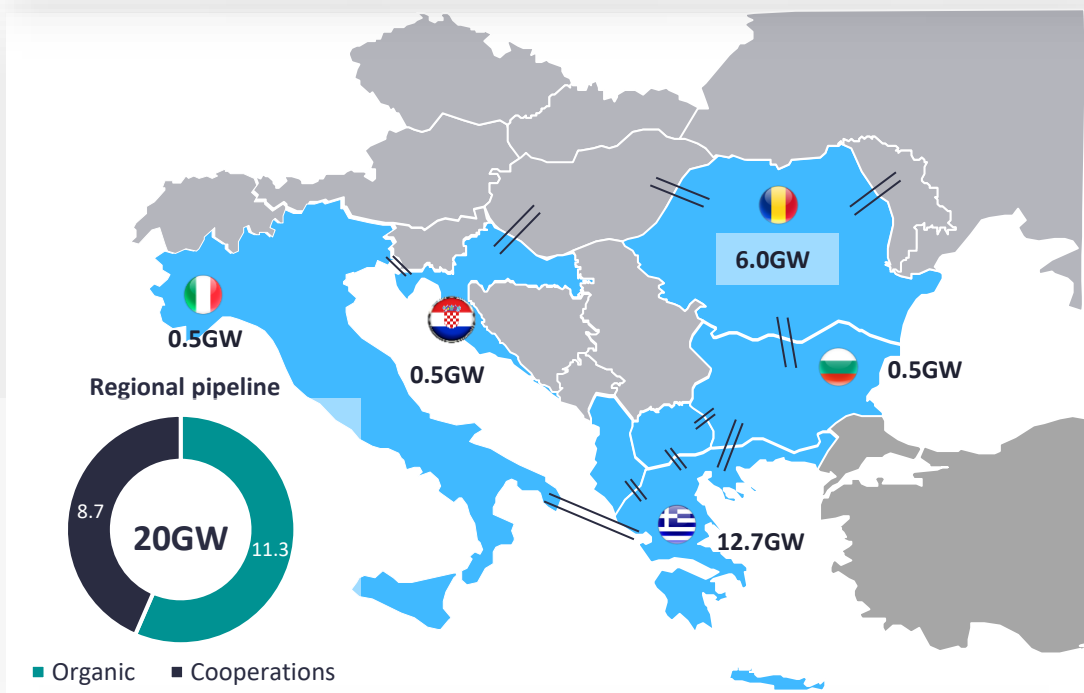 6.0GW
0.5GW
0.5GW
0.5GW
Regional pipeline
8.7
20GW
11.3
12.7GW
Organic
Cooperations